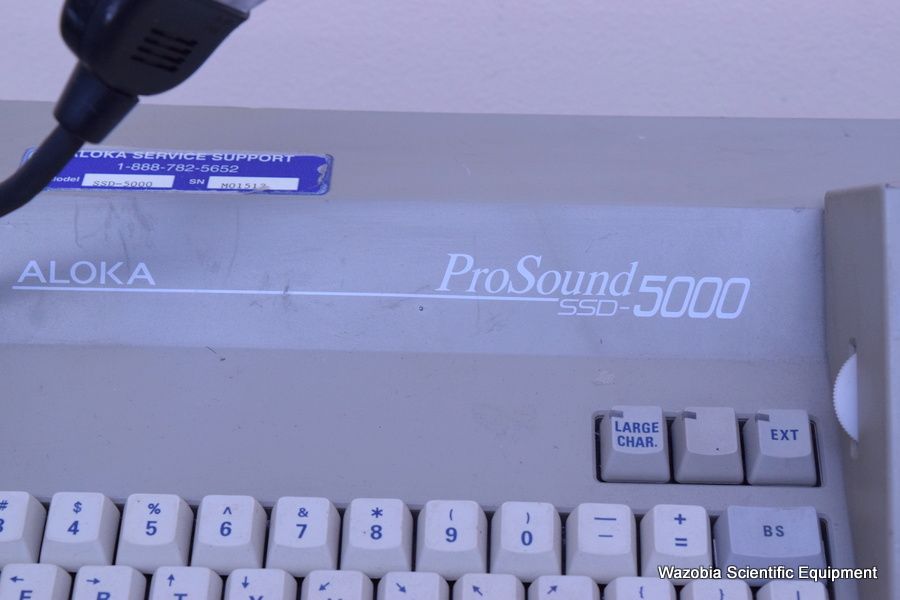 ALOKA SERVICE SUPPORT
1-888-782-5652
Model SSD-5000 SN M01512
ALOKA
ProSound
SSD-5000
LARGE
CHAR.
EXT
# $ % ^ & * ( ) — +
3 4 5 6 7 8 9 0 — =
BS
← → ↑ ↓ ↙ ↘ ↖ ↗ { } |
E R T Y
Wazobia Scientific Equipment